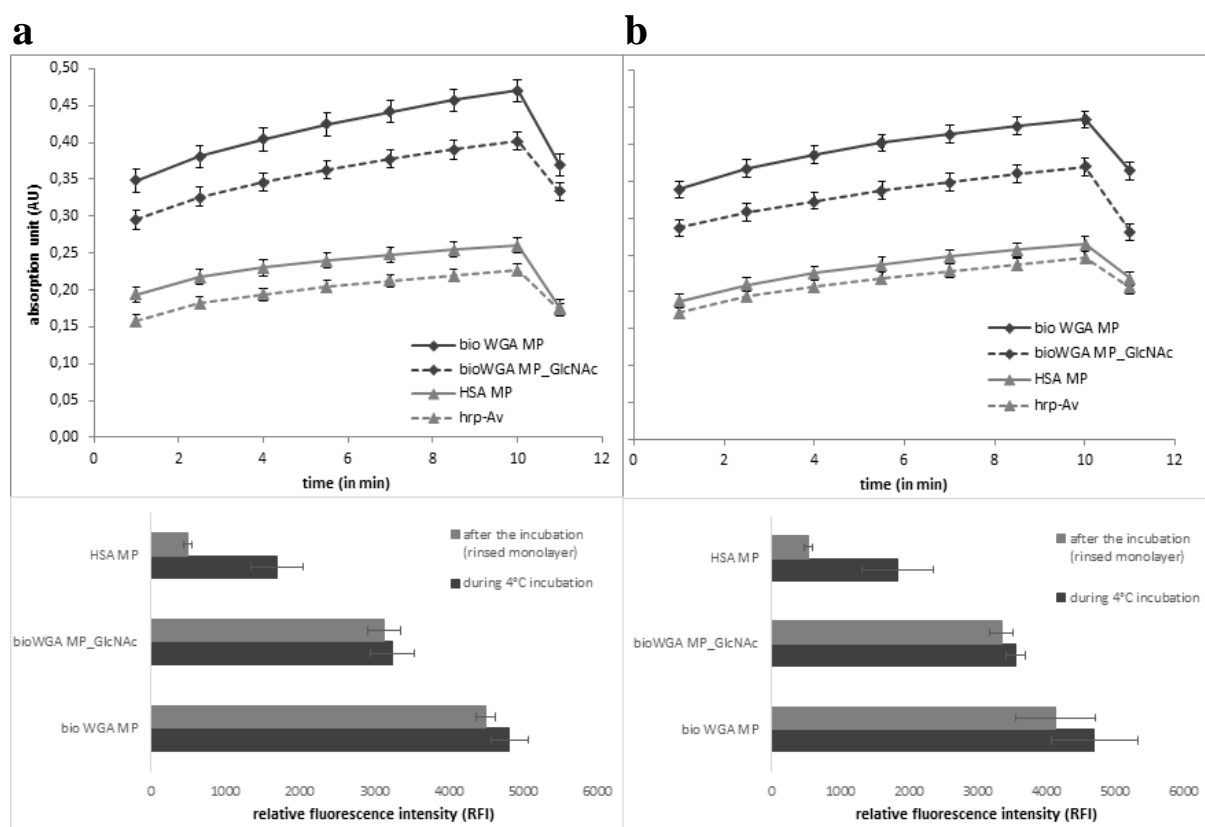 a
b
0,50
0,45
0,40
0,35
0,30
0,25
0,20
0,15
0,10
0,05
0,00
absorption unit (AU)
bio WGA MP
bioWGA MP_GlcNAc
HSA MP
hrp-Av
0 2 4 6 8 10 12
time (in min)
bio WGA MP
bioWGA MP_GlcNAc
HSA MP
hrp-Av
0 2 4 6 8 10 12
time (in min)
HSA MP
bioWGA MP_GlcNAc
bio WGA MP
after the incubation
(rinsed monolayer)
during 4°C incubation
0 1000 2000 3000 4000 5000 6000
relative fluorescence intensity (RFI)
HSA MP
bioWGA MP_GlcNAc
bio WGA MP
after the incubation
(rinsed monolayer)
during 4°C incubation
0 1000 2000 3000 4000 5000 6000
relative fluorescence intensity (RFI)